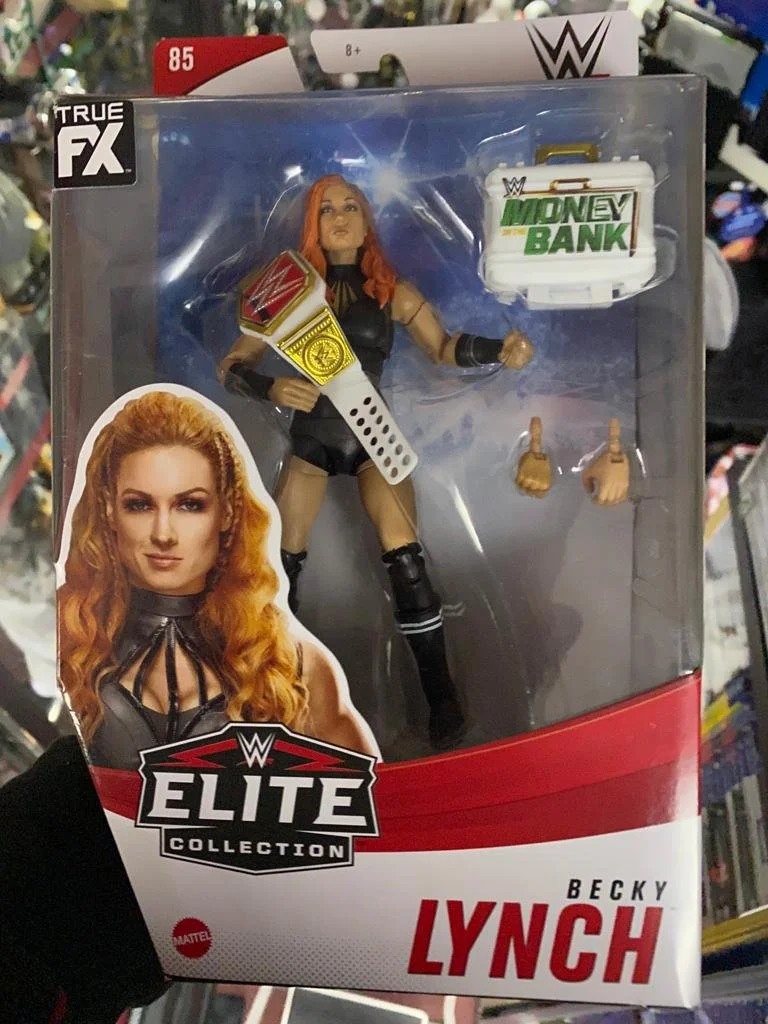 85
8+
W
TRUE
FX
W
MONEY
IN THE
BANK
W
W
ELITE
COLLECTION
BECKY
LYNCH
MATTEL